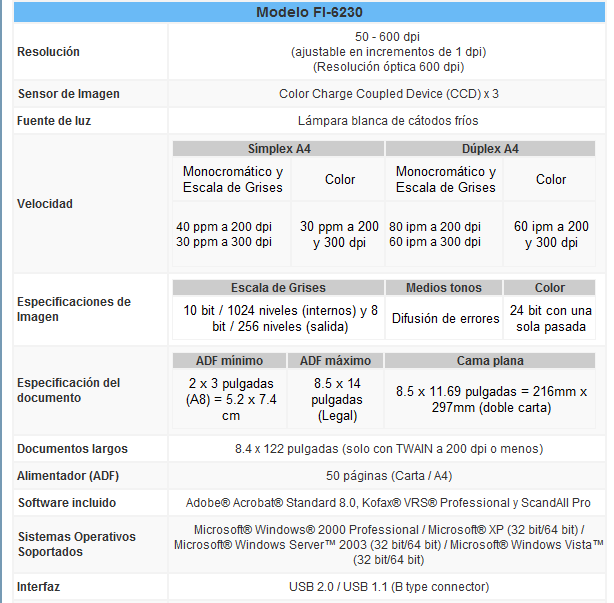 Modelo FI-6230
Resolución
50 - 600 dpi
(ajustable en incrementos de 1 dpi)
(Resolución óptica 600 dpi)
Sensor de Imagen
Color Charge Coupled Device (CCD) x 3
Fuente de luz
Lámpara blanca de cátodos fríos
Velocidad
Símplex A4
Dúplex A4
Monocromático y
Escala de Grises
Color
Monocromático y
Escala de Grises
Color
40 ppm a 200 dpi
30 ppm a 300 dpi
30 ppm a 200
y 300 dpi
80 ipm a 200 dpi
60 ipm a 300 dpi
60 ipm a 200
y 300 dpi
Especificaciones de
Imagen
Escala de Grises
Medios tonos
Color
10 bit / 1024 niveles (internos) y 8
bit / 256 niveles (salida)
Difusión de errores
24 bit con una
sola pasada
Especificación del
documento
ADF mínimo
ADF máximo
Cama plana
2 x 3 pulgadas
(A8) = 5.2 x 7.4
cm
8.5 x 14
pulgadas
(Legal)
8.5 x 11.69 pulgadas = 216mm x
297mm (doble carta)
Documentos largos
8.4 x 122 pulgadas (solo con TWAIN a 200 dpi o menos)
Alimentador (ADF)
50 páginas (Carta / A4)
Software incluido
Adobe® Acrobat® Standard 8.0, Kofax® VRS® Professional y ScandAll Pro
Sistemas Operativos
Soportados
Microsoft® Windows® 2000 Professional / Microsoft® XP (32 bit/64 bit) /
Microsoft® Windows Server™ 2003 (32 bit/64 bit) / Microsoft® Windows Vista™
(32 bit/64 bit)
Interfaz
USB 2.0 / USB 1.1 (B type connector)